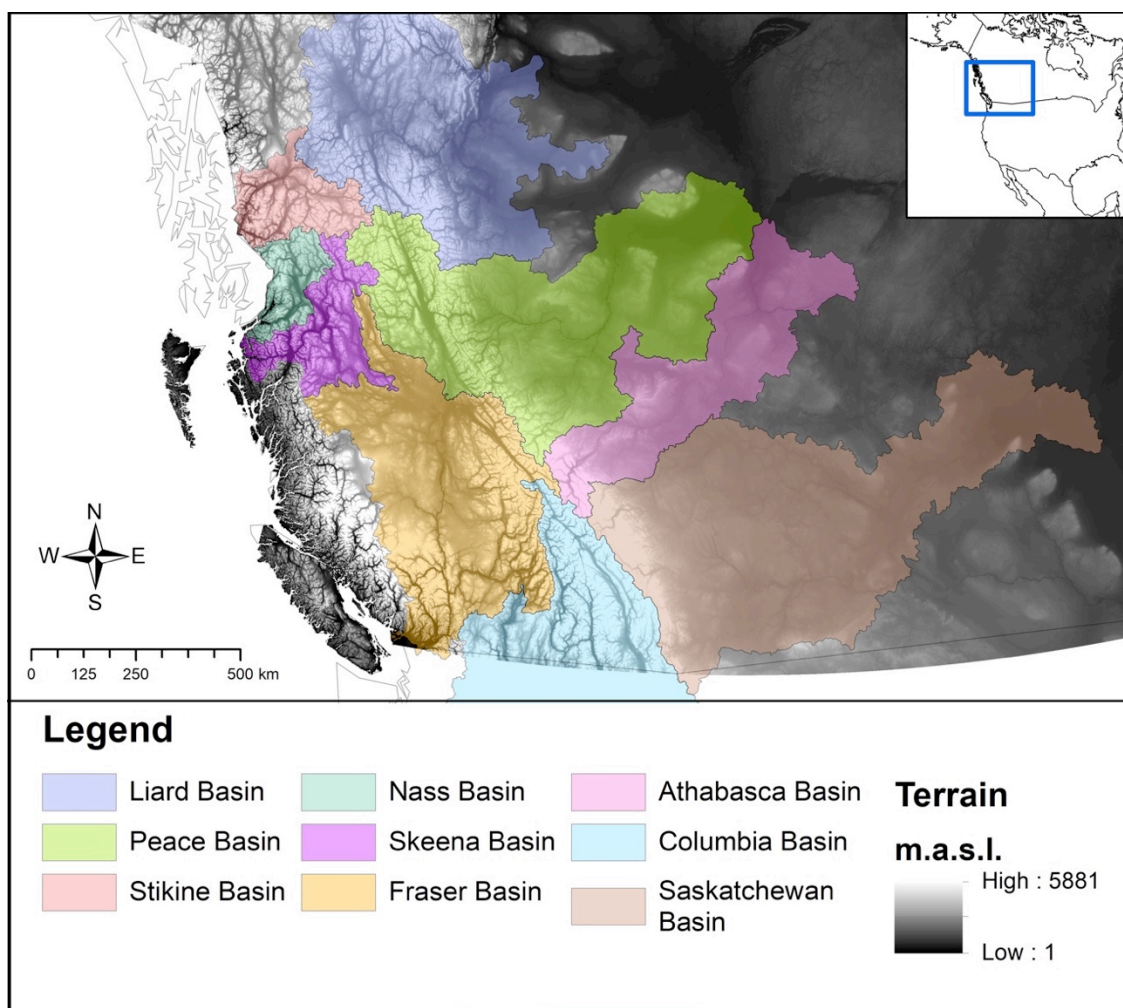 N
W E
S
0 125 250 500 km
Legend
Liard Basin
Peace Basin
Stikine Basin
Nass Basin
Skeena Basin
Fraser Basin
Athabasca Basin
Columbia Basin
Saskatchewan
Basin
Terrain
m.a.s.l.
High : 5881
Low : 1